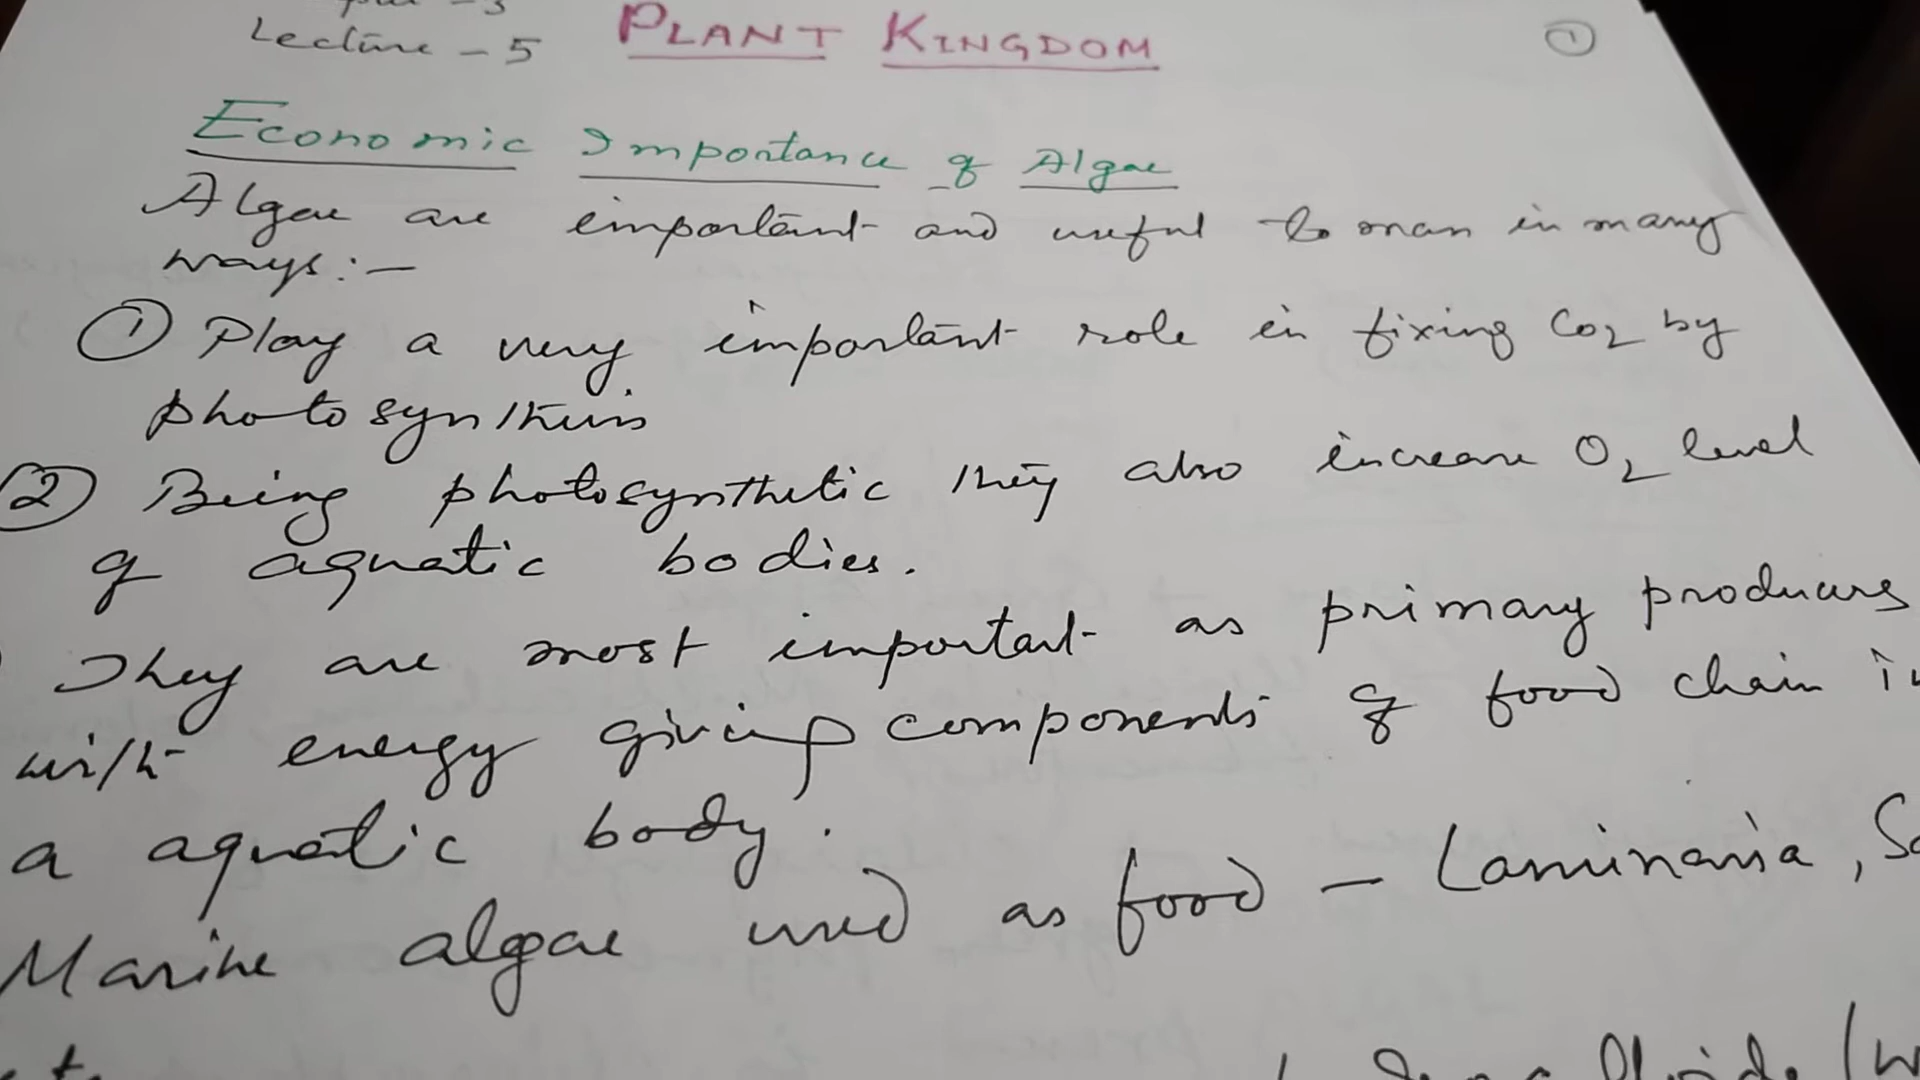 Lecture - 5 PLANT KINGDOM 1
Economic Importance of Algae
Algae are important and useful to man in many
ways:-
1 Play a very important role in fixing CO2 by
photosynthesis
2 Being photosynthetic they also increase O2 level
of aquatic bodies.
They are most important as primary producers
with energy giving components of food chain in
a aquatic body.
Marine algae used as food - Laminaria,